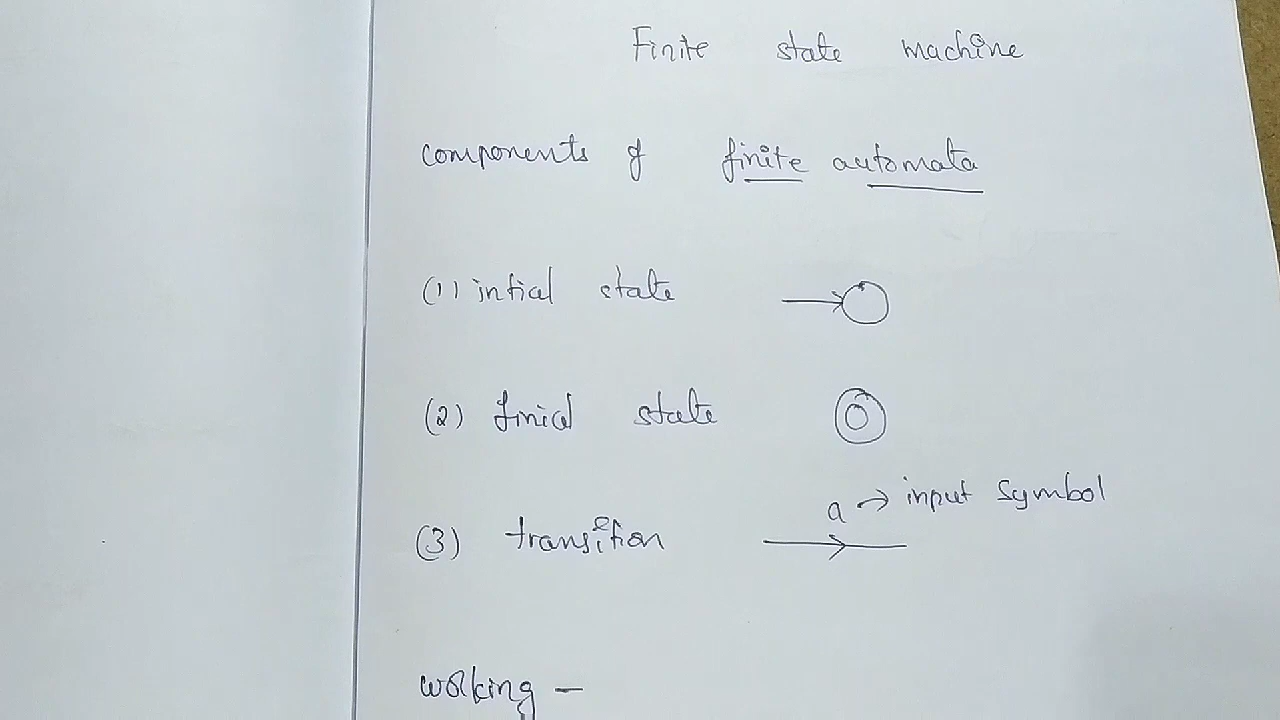 Finite state machine
components of finite automata
(1) intial state
(2) finial state
a → input symbol
(3) transition
working -